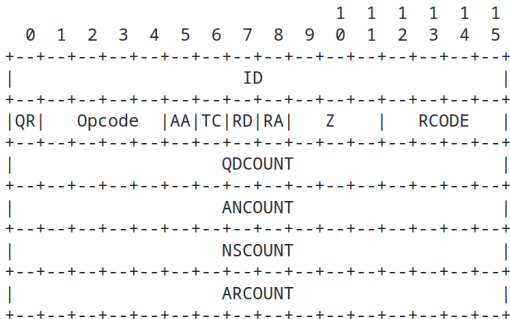 1 1 1 1 1 1
0 1 2 3 4 5 6 7 8 9 0 1 2 3 4 5
+--+--+--+--+--+--+--+--+--+--+--+--+--+--+--+--+
| ID |
+--+--+--+--+--+--+--+--+--+--+--+--+--+--+--+--+
|QR| Opcode |AA|TC|RD|RA| Z | RCODE |
+--+--+--+--+--+--+--+--+--+--+--+--+--+--+--+--+
| QDCOUNT |
+--+--+--+--+--+--+--+--+--+--+--+--+--+--+--+--+
| ANCOUNT |
+--+--+--+--+--+--+--+--+--+--+--+--+--+--+--+--+
| NSCOUNT |
+--+--+--+--+--+--+--+--+--+--+--+--+--+--+--+--+
| ARCOUNT |
+--+--+--+--+--+--+--+--+--+--+--+--+--+--+--+--+